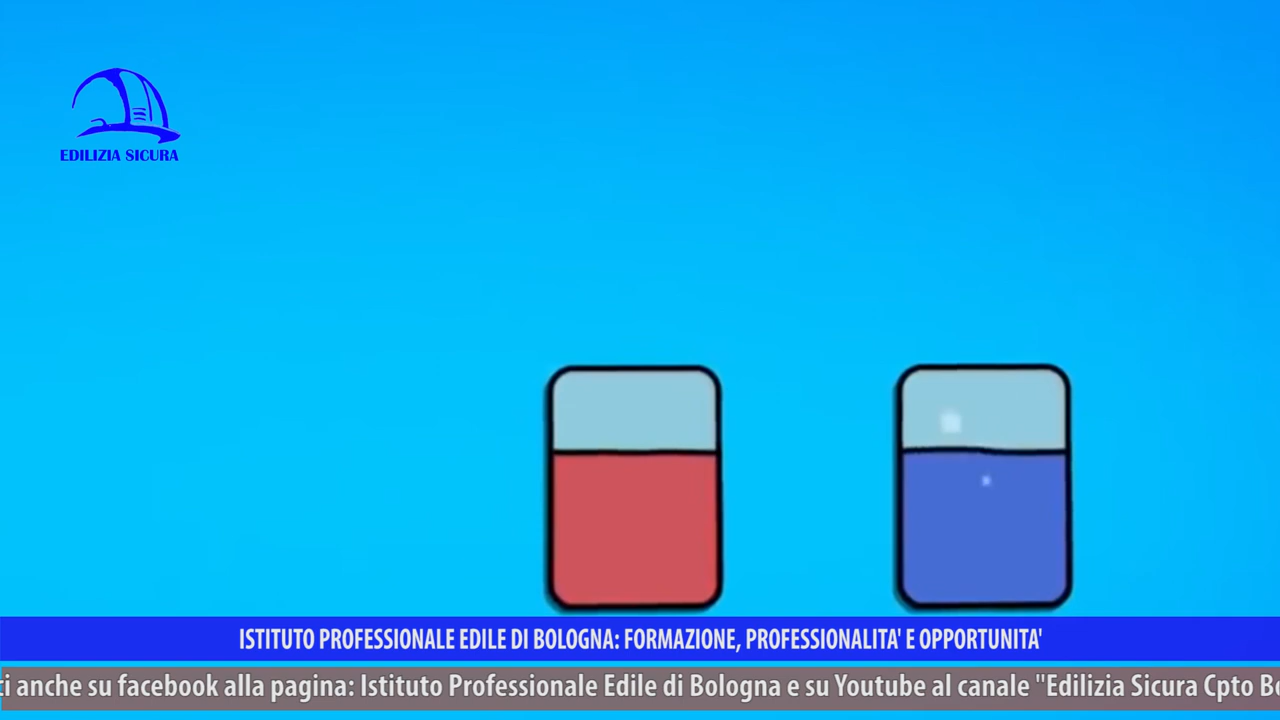 EDILIZIA SICURA
ISTITUTO PROFESSIONALE EDILE DI BOLOGNA: FORMAZIONE, PROFESSIONALITA' E OPPORTUNITA'
anche su facebook alla pagina: Istituto Professionale Edile di Bologna e su Youtube al canale "Edilizia Sicura Cpto